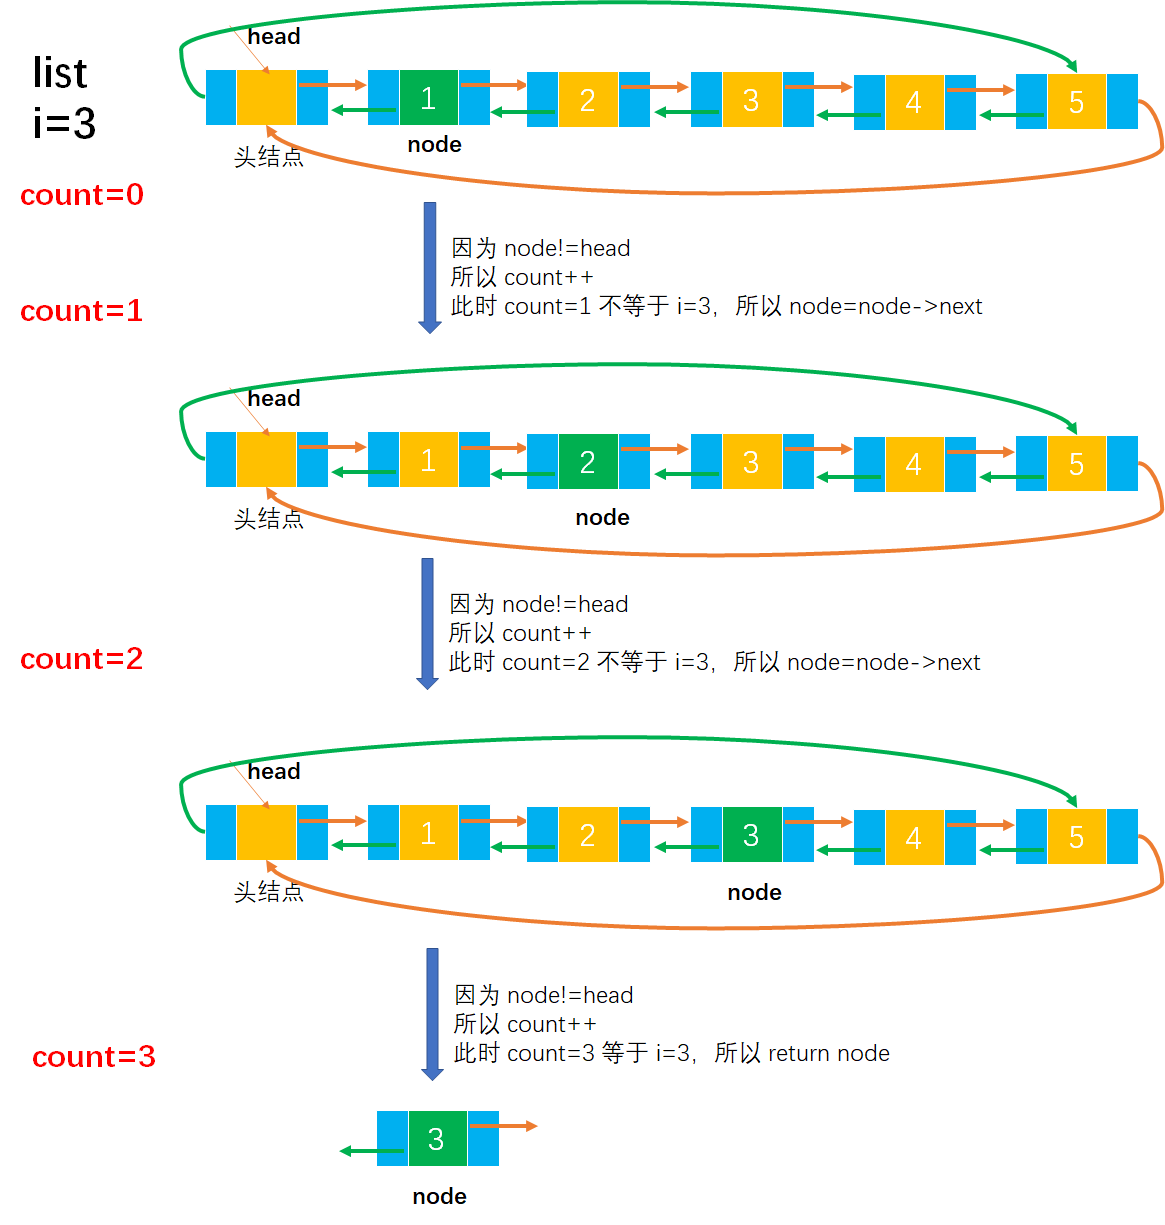 head
list
i=3
1
2
3
4
5
node
头结点
count=0
因为 node!=head
所以 count++
此时 count=1 不等于 i=3，所以 node=node->next
count=1
head
1
2
3
4
5
头结点
node
因为 node!=head
所以 count++
此时 count=2 不等于 i=3，所以 node=node->next
count=2
head
1
2
3
4
5
头结点
node
因为 node!=head
所以 count++
此时 count=3 等于 i=3，所以 return node
count=3
3
node